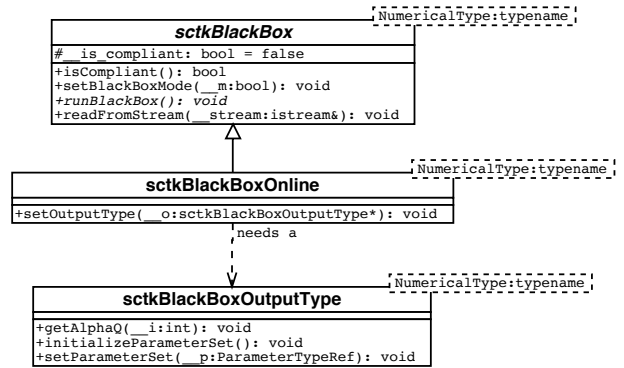 NumericalType:typename
sctkBlackBox
#__is_compliant: bool = false
+isCompliant(): bool
+setBlackBoxMode(__m:bool): void
+runBlackBox(): void
+readFromStream(__stream:istream&): void
NumericalType:typename
sctkBlackBoxOnline
+setOutputType(__o:sctkBlackBoxOutputType*): void
needs a
NumericalType:typename
sctkBlackBoxOutputType
+getAlphaQ(__i:int): void
+initializeParameterSet(): void
+setParameterSet(__p:ParameterTypeRef): void